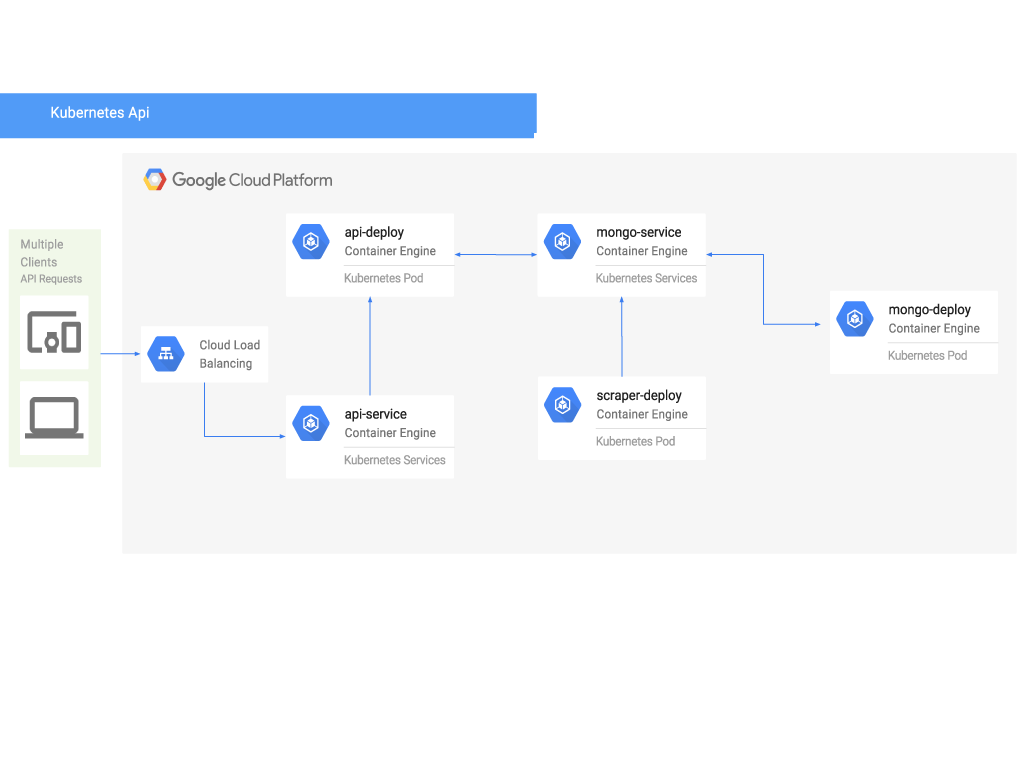 Kubernetes Api
Google Cloud Platform
Multiple
Clients
API Requests
Cloud Load
Balancing
api-deploy
Container Engine
Kubernetes Pod
api-service
Container Engine
Kubernetes Services
mongo-service
Container Engine
Kubernetes Services
scraper-deploy
Container Engine
Kubernetes Pod
mongo-deploy
Container Engine
Kubernetes Pod